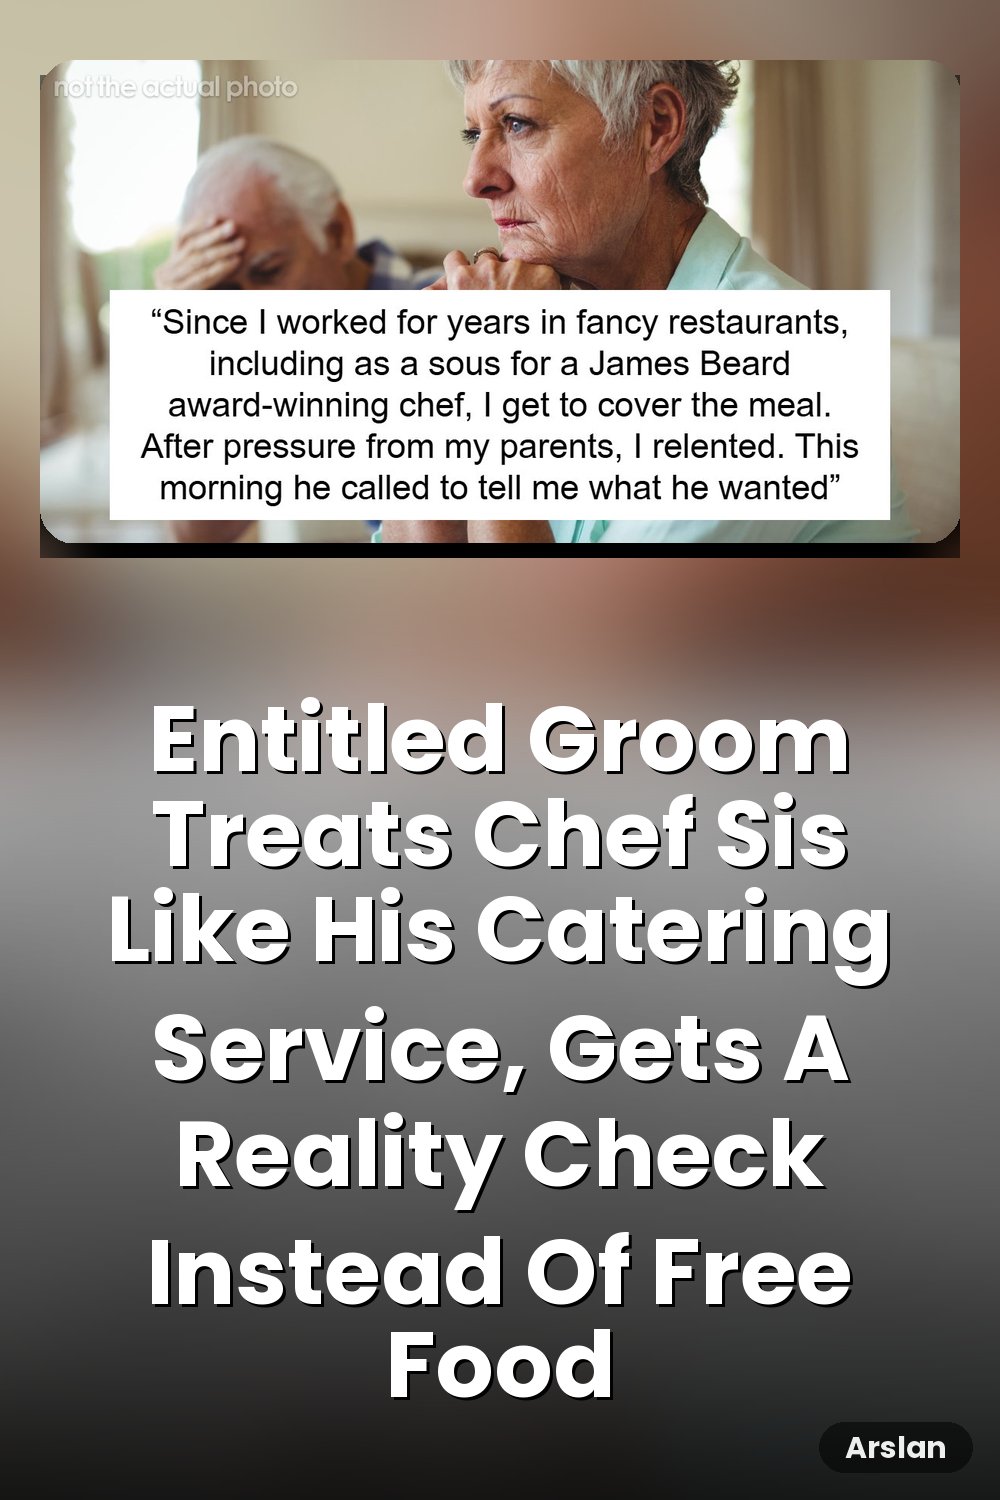 not the actual photo
“Since I worked for years in fancy restaurants,
including as a sous for a James Beard
award-winning chef, I get to cover the meal.
After pressure from my parents, I relented. This
morning he called to tell me what he wanted”
Entitled Groom
Treats Chef Sis
Like His Catering
Service, Gets A
Reality Check
Instead Of Free
Food
Arslan